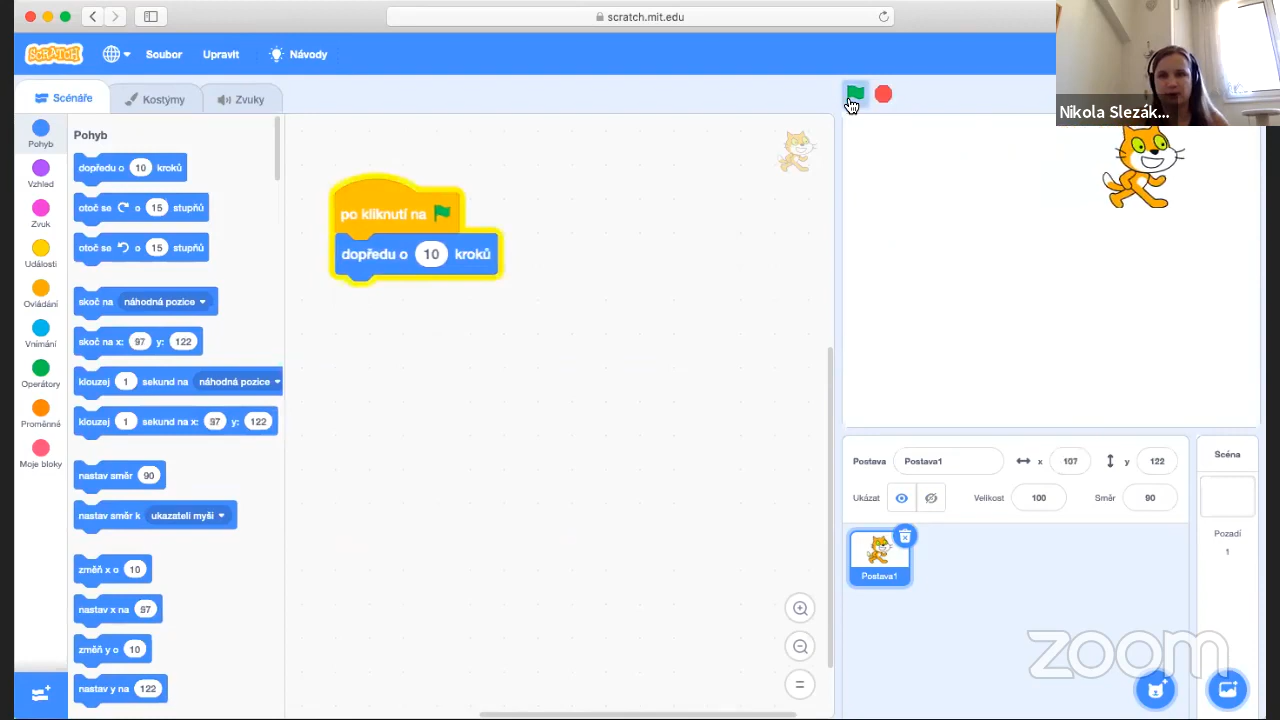 scratch.mit.edu
SCRATCH
Soubor
Upravit
Návody
Nikola Slezák...
Scénáře
Kostýmy
Zvuky
Pohyb
Vzhled
Zvuk
Události
Ovládání
Vnímání
Operátory
Proměnné
Moje bloky
Pohyb
dopředu o 10 kroků
otoč se o 15 stupňů
otoč se o 15 stupňů
skoč na náhodná pozice
skoč na x: 97 y: 122
klouzej 1 sekund na náhodná pozice
klouzej 1 sekund na x: 97 y: 122
nastav směr 90
nastav směr k ukazateli myši
změň x o 10
nastav x na 97
změň y o 10
nastav y na 122
po kliknutí na
dopředu o 10 kroků
Postava Postava1 x 107 y 122
Ukázat Velikost 100 Směr 90
Postava1
Scéna
Pozadí
1
zoom